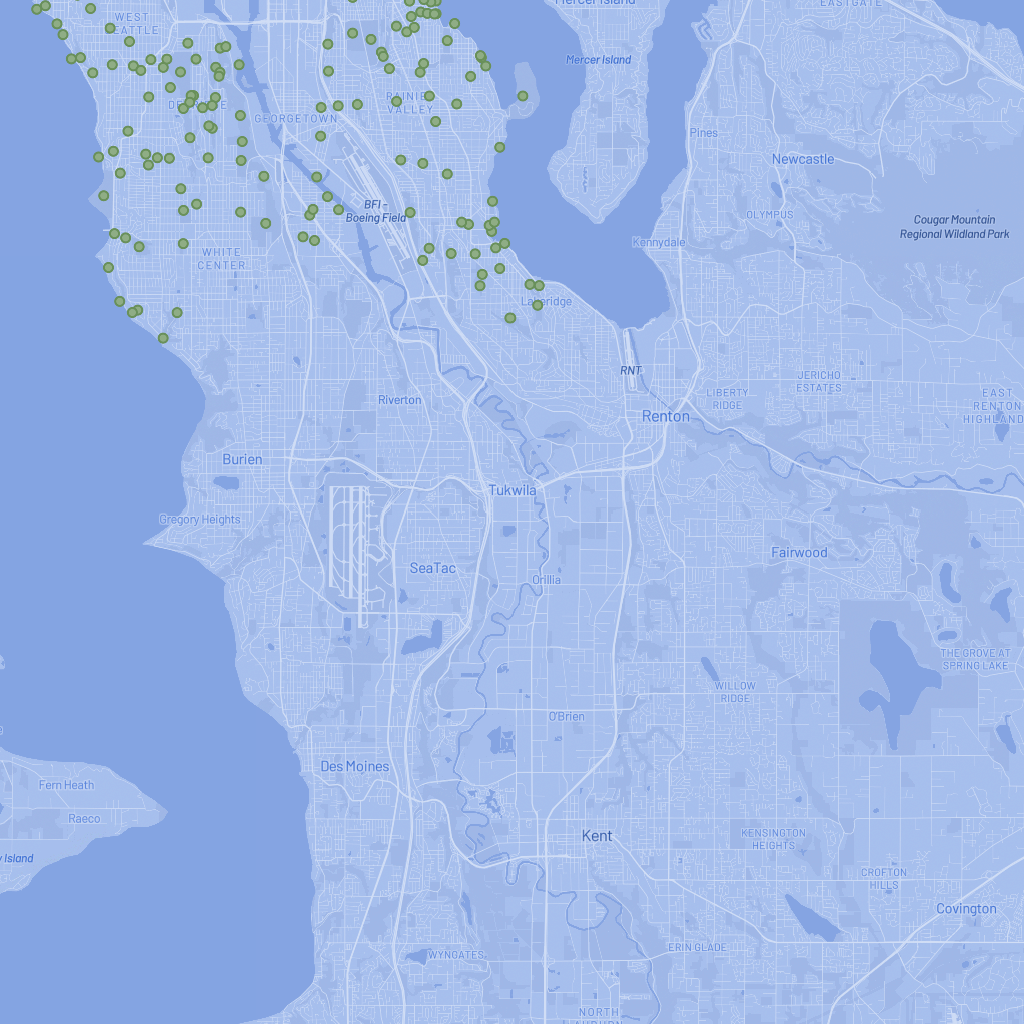 Mercer Island
EASTGATE
WEST
SEATTLE
Mercer Island
RAINIER
VALLEY
GEORGETOWN
Pines
Newcastle
BFI -
Boeing Field
OLYMPUS
Cougar Mountain
Regional Wildland Park
Kennydale
WHITE
CENTER
Lakeridge
RNT
JERICHO
ESTATES
LIBERTY
RIDGE
EAST
RENTON
HIGHLANDS
Riverton
Renton
Burien
Tukwila
Gregory Heights
Fairwood
SeaTac
Orillia
THE GROVE AT
SPRING LAKE
WILLOW
RIDGE
O'Brien
Des Moines
Fern Heath
Raeco
Kent
KENSINGTON
HEIGHTS
y Island
CROFTON
HILLS
Covington
ERIN GLADE
WYNGATES
NORTH
AUBURN